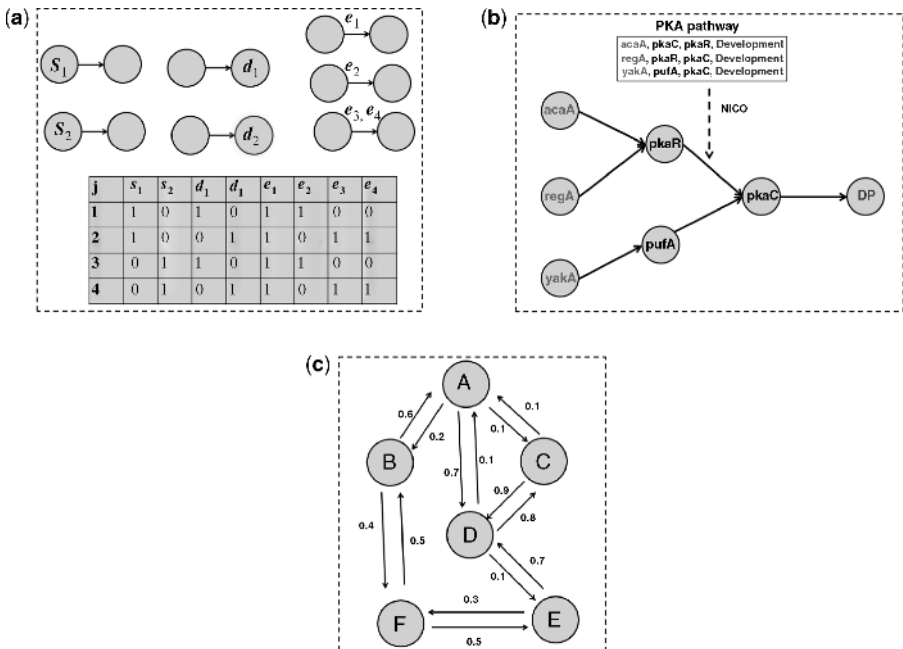 (a)
S1
d1
S2
d2
e1
e2
e3, e4
j s1 s2 d1 d1 e1 e2 e3 e4
1 1 0 1 0 1 1 0 0
2 1 0 0 1 1 0 1 1
3 0 1 1 0 1 1 0 0
4 0 1 0 1 1 0 1 1
(b)
PKA pathway
acaA, pkaC, pkaR, Development
regA, pkaR, pkaC, Development
yakA, pufA, pkaC, Development
NICO
acaA
pkaR
regA
pkaC
DP
pufA
yakA
(c)
A
0.6
0.2
0.1
0.1
B
C
0.7
0.1
0.9
0.8
0.4
0.5
D
0.7
0.1
0.3
F
E
0.5